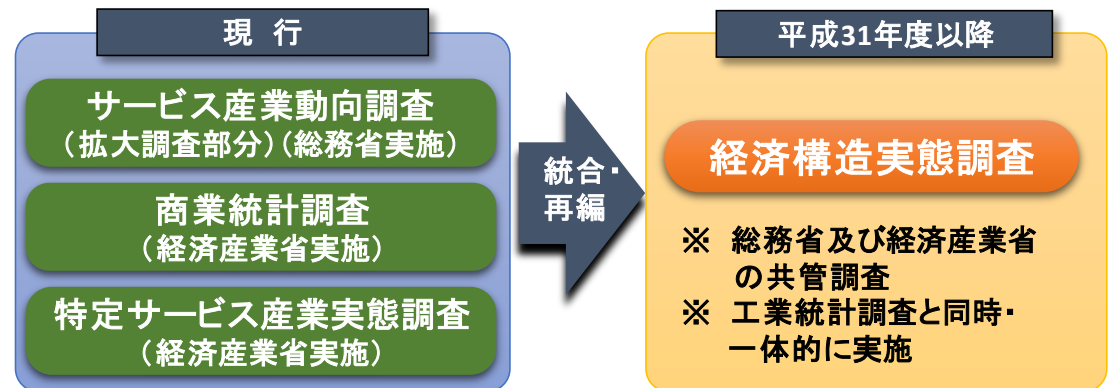 現 行
サービス産業動向調査
（拡大調査部分）（総務省実施）
商業統計調査
（経済産業省実施）
特定サービス産業実態調査
（経済産業省実施）
統合・
再編
平成31年度以降
経済構造実態調査
※ 総務省及び経済産業省
の共管調査
※ 工業統計調査と同時・
一体的に実施